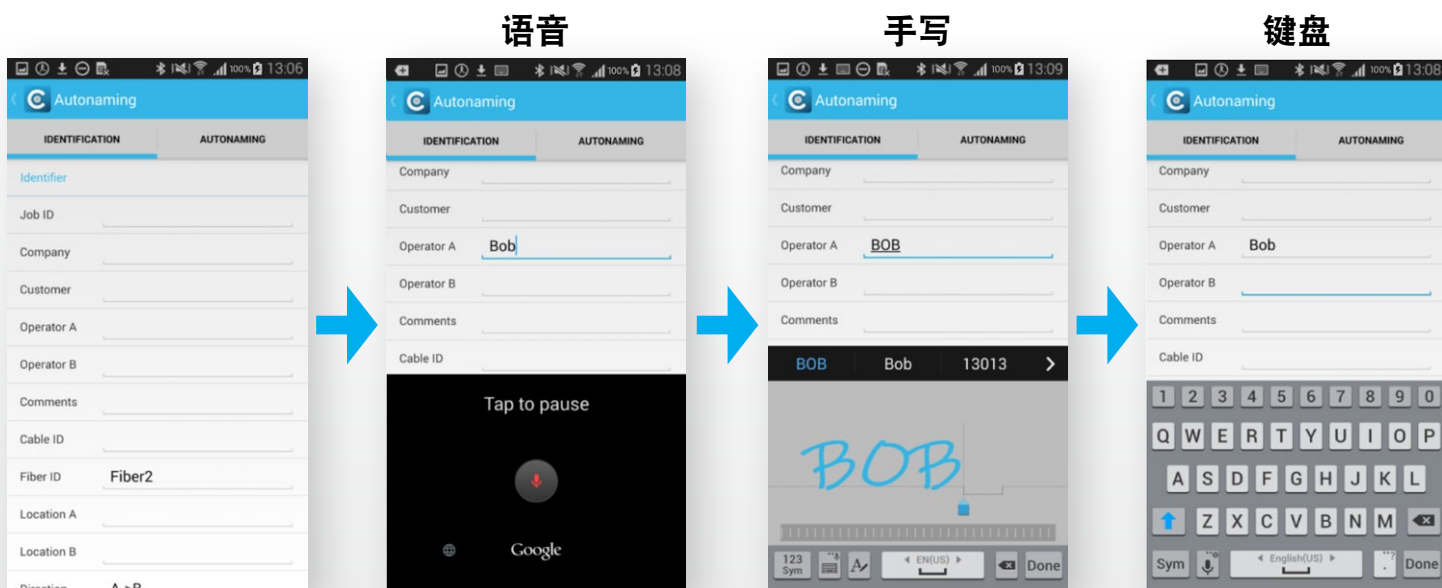 语音
手写
键盘
13:06
Autonaming
IDENTIFICATION AUTONAMING
Identifier
Job ID
Company
Customer
Operator A
Operator B
Comments
Cable ID
Fiber ID Fiber2
Location A
Location B
100% 13:08
Autonaming
IDENTIFICATION AUTONAMING
Company
Customer
Operator A Bob
Operator B
Comments
Cable ID
Tap to pause
Google
100% 13:09
Autonaming
IDENTIFICATION AUTONAMING
Company
Customer
Operator A BOB
Operator B
Comments
BOB Bob 13013
BOB
123
Sym EN(US) Done
100% 13:08
Autonaming
IDENTIFICATION AUTONAMING
Company
Customer
Operator A Bob
Operator B
Comments
Cable ID
1 2 3 4 5 6 7 8 9 0
Q W E R T Y U I O P
A S D F G H J K L
Z X C V B N M
Sym English(US) Done